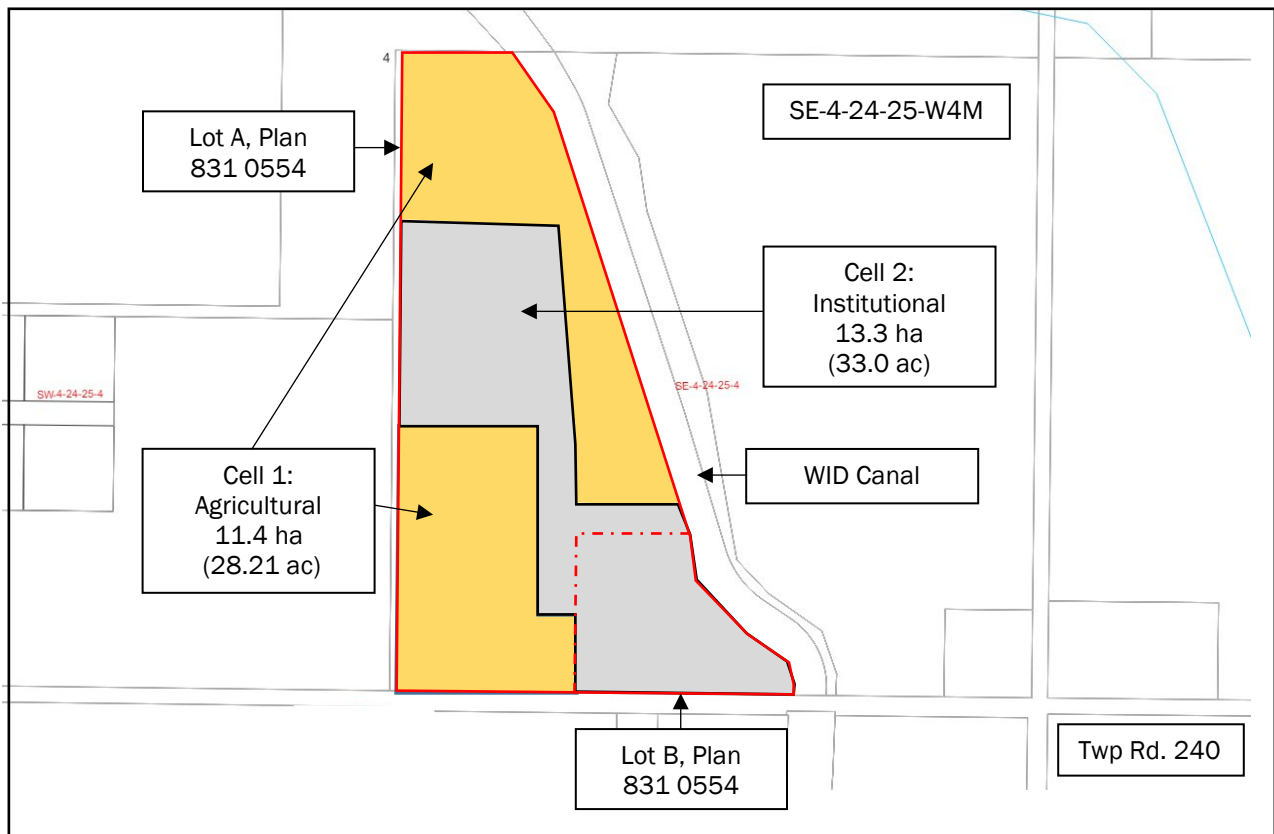 4
SE-4-24-25-W4M
Lot A, Plan
831 0554
Cell 2:
Institutional
13.3 ha
(33.0 ac)
SW-4-24-25-4
SE-4-24-25-4
Cell 1:
Agricultural
11.4 ha
(28.21 ac)
WID Canal
Lot B, Plan
831 0554
Twp Rd. 240